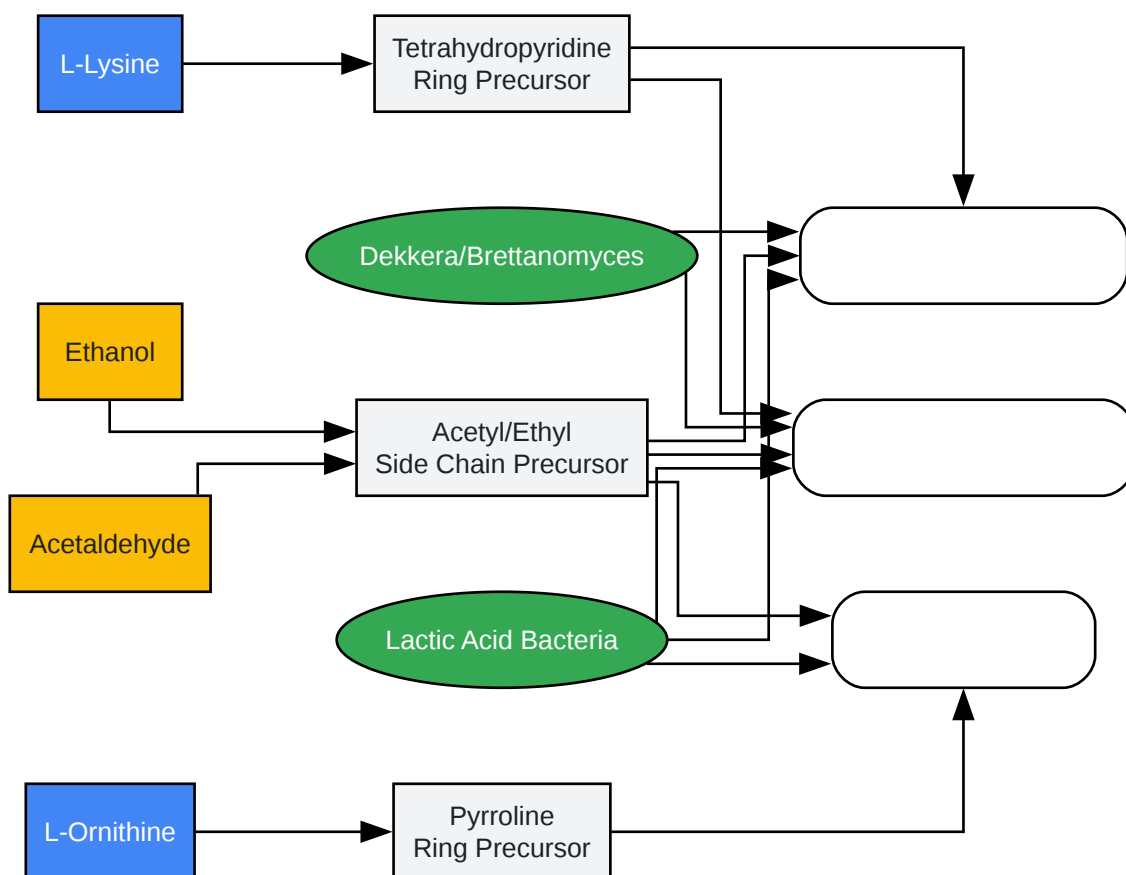 L-Lysine
Tetrahydropyridine
Ring Precursor
Dekkera/Brettanomyces
Ethanol
Acetyl/Ethyl
Side Chain Precursor
Acetaldehyde
Lactic Acid Bacteria
L-Ornithine
Pyrroline
Ring Precursor